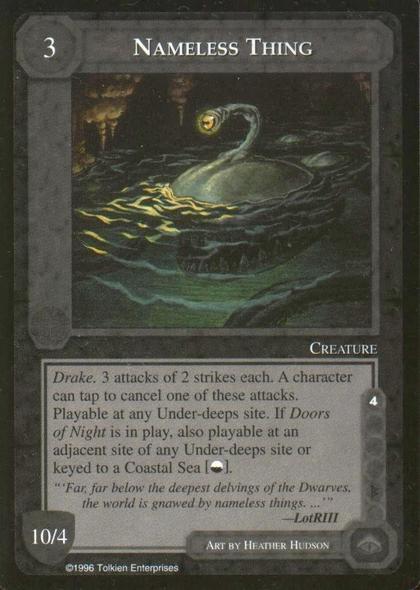 3
NAMELESS THING
CREATURE
Drake. 3 attacks of 2 strikes each. A character
can tap to cancel one of these attacks.
Playable at any Under-deeps site. If Doors
of Night is in play, also playable at an
adjacent site of any Under-deeps site or
keyed to a Coastal Sea [].
4
“‘Far, far below the deepest delvings of the Dwarves,
the world is gnawed by nameless things. ...’”
—LotRIII
10/4
ART BY HEATHER HUDSON
©1996 Tolkien Enterprises